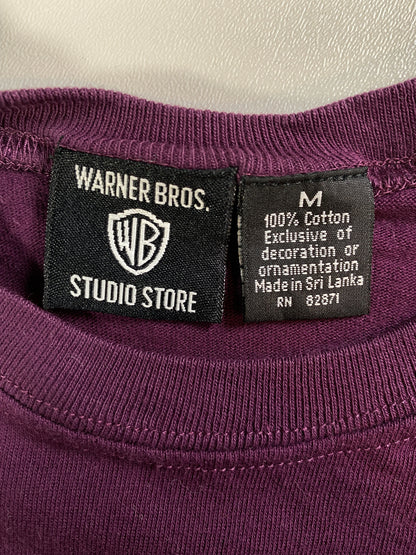 WARNER BROS.
WB
STUDIO STORE
M
100% Cotton
Exclusive of
decoration or
ornamentation
Made in Sri Lanka
RN 82871